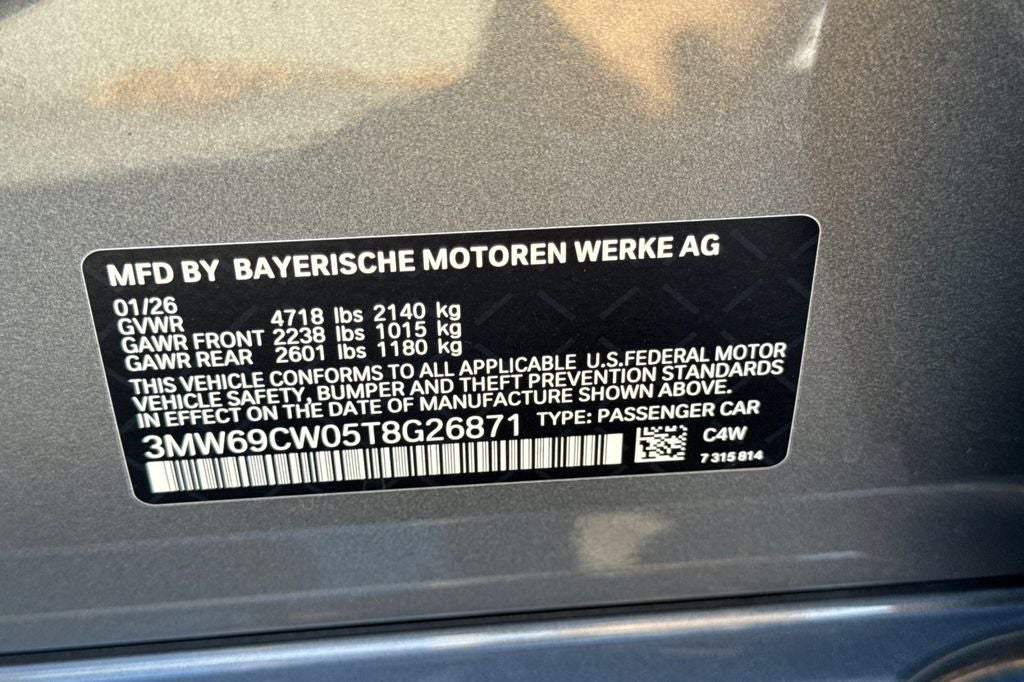 MFD BY BAYERISCHE MOTOREN WERKE AG
01/26
GVWR 4718 lbs 2140 kg
GAWR FRONT 2238 lbs 1015 kg
GAWR REAR 2601 lbs 1180 kg
THIS VEHICLE CONFORMS TO ALL APPLICABLE U.S.FEDERAL MOTOR
VEHICLE SAFETY, BUMPER AND THEFT PREVENTION STANDARDS
IN EFFECT ON THE DATE OF MANUFACTURE SHOWN ABOVE.
3MW69CW05T8G26871 TYPE: PASSENGER CAR
C4W
7 315 814